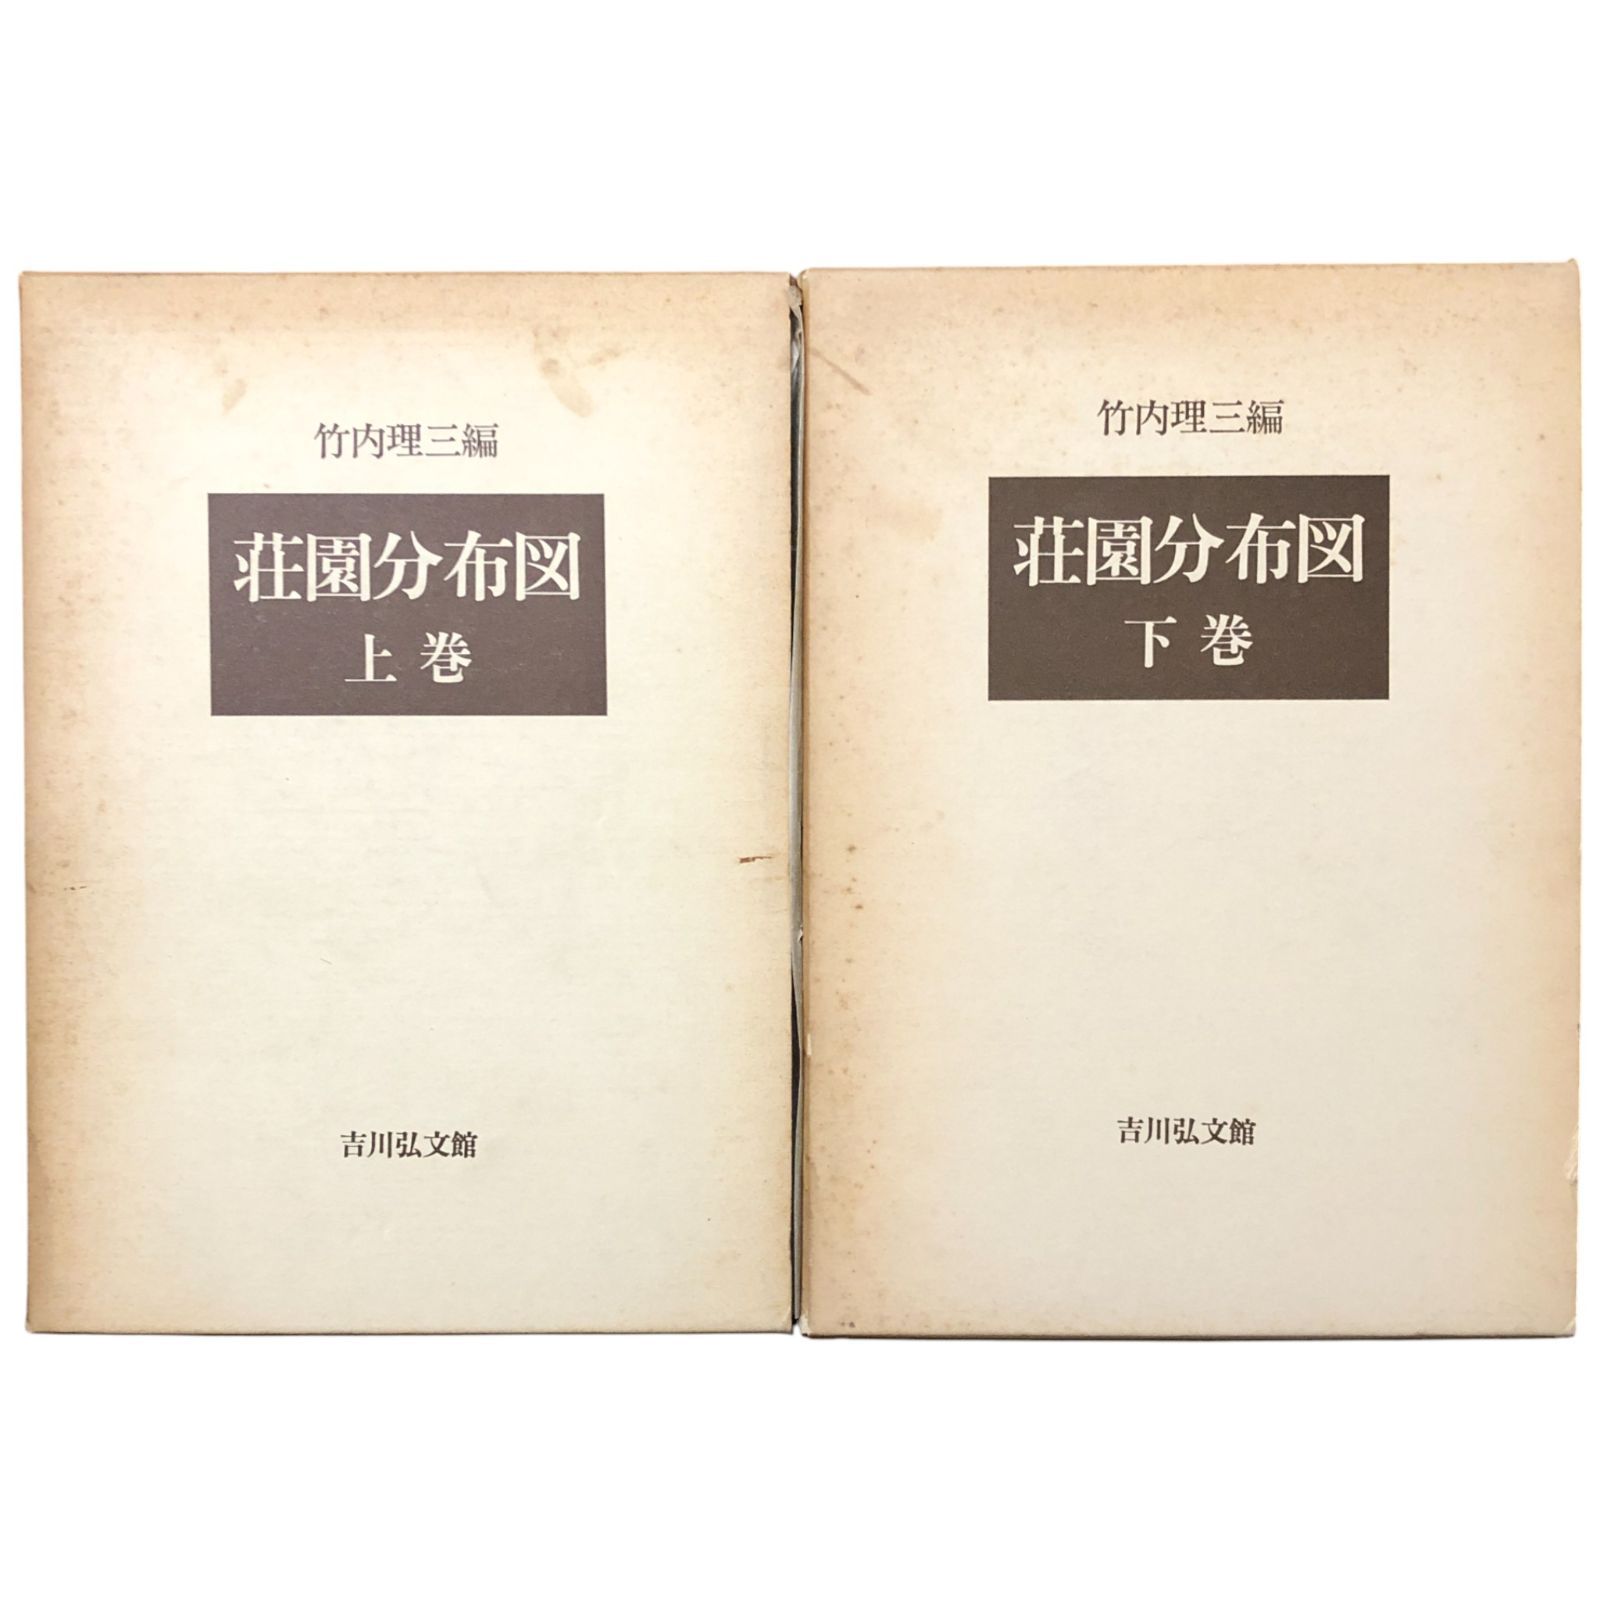 竹内理三編
荘園分布図
上巻
吉川弘文館
竹内理三編
荘園分布図
下巻
吉川弘文館